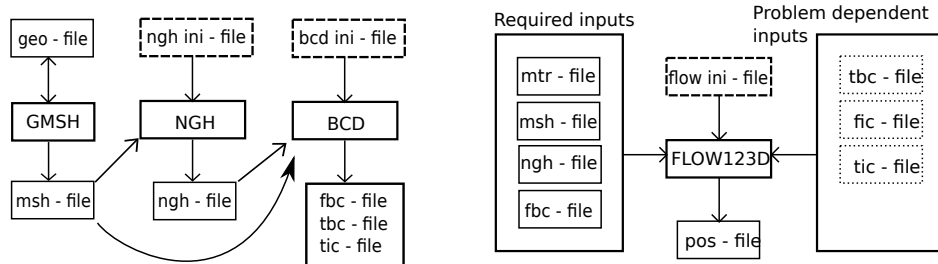 geo - file
ngh ini - file
bcd ini - file
GMSH
NGH
BCD
msh - file
ngh - file
fbc - file
tbc - file
tic - file
Required inputs
mtr - file
msh - file
ngh - file
fbc - file
flow ini - file
FLOW123D
pos - file
Problem dependent
inputs
tbc - file
fic - file
tic - file